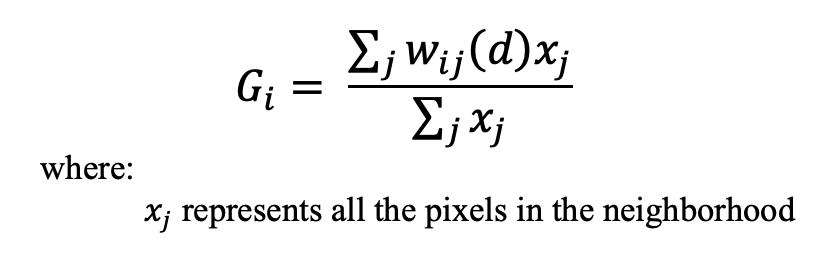 G_i = \frac{\sum_j w_{ij}(d) x_j}{\sum_j x_j}
where:
x_j represents all the pixels in the neighborhood